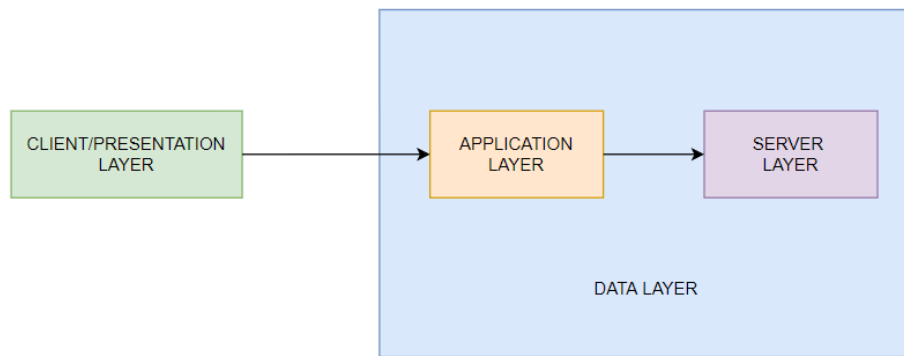 CLIENT/PRESENTATION
LAYER
APPLICATION
LAYER
SERVER
LAYER
DATA LAYER